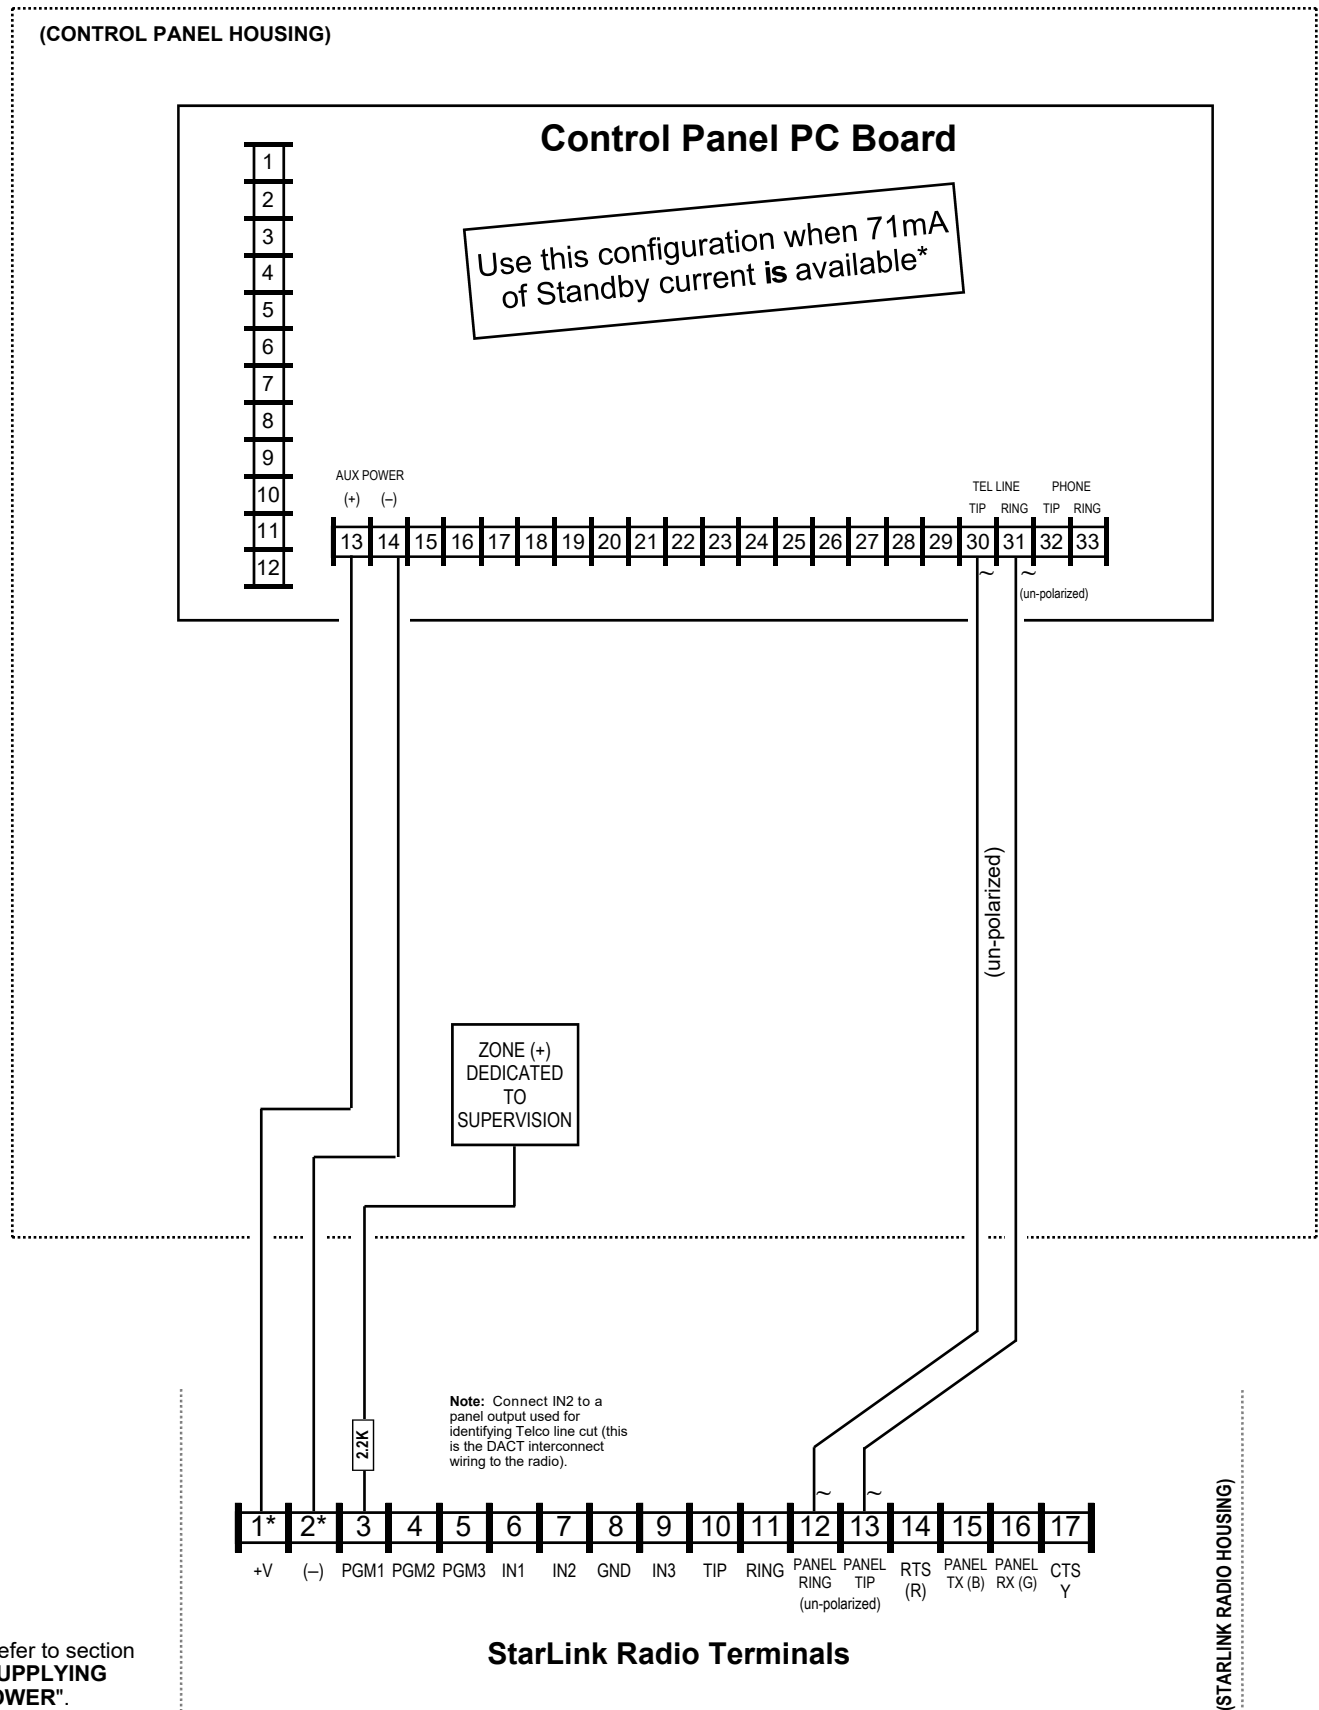 (CONTROL PANEL HOUSING)
Control Panel PC Board
Use this configuration when 71mA
of Standby current is available*
1
2
3
4
5
6
7
8
9
10
11
12
AUX POWER
(+) (–)
TEL LINE PHONE
TIP RING TIP RING
13 14 15 16 17 18 19 20 21 22 23 24 25 26 27 28 29 30 31 32 33
~ ~
(un-polarized)
(un-polarized)
ZONE (+)
DEDICATED
TO
SUPERVISION
Note: Connect IN2 to a
panel output used for
identifying Telco line cut (this
is the DACT interconnect
wiring to the radio).
2.2K
~ ~
1* 2* 3 4 5 6 7 8 9 10 11 12 13 14 15 16 17
+V (–) PGM1 PGM2 PGM3 IN1 IN2 GND IN3 TIP RING PANEL RING PANEL TIP RTS (R) PANEL TX (B) PANEL RX (G) CTS Y
(un-polarized)
StarLink Radio Terminals
(STARLINK RADIO HOUSING)
efer to section
UPPLYING
OWER".